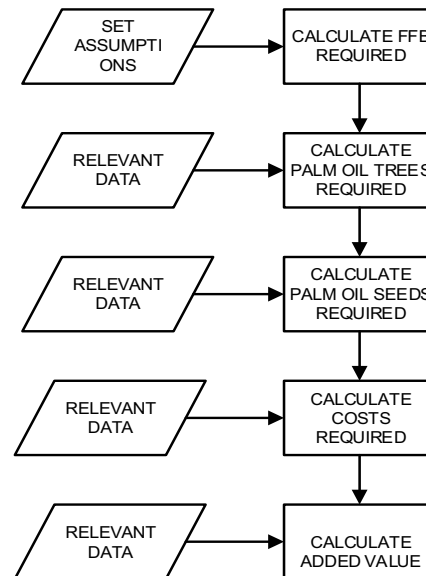 SET
ASSUMPTI
ONS
CALCULATE FFB
REQUIRED
RELEVANT
DATA
CALCULATE
PALM OIL TREES
REQUIRED
RELEVANT
DATA
CALCULATE
PALM OIL SEEDS
REQUIRED
RELEVANT
DATA
CALCULATE
COSTS
REQUIRED
RELEVANT
DATA
CALCULATE
ADDED VALUE